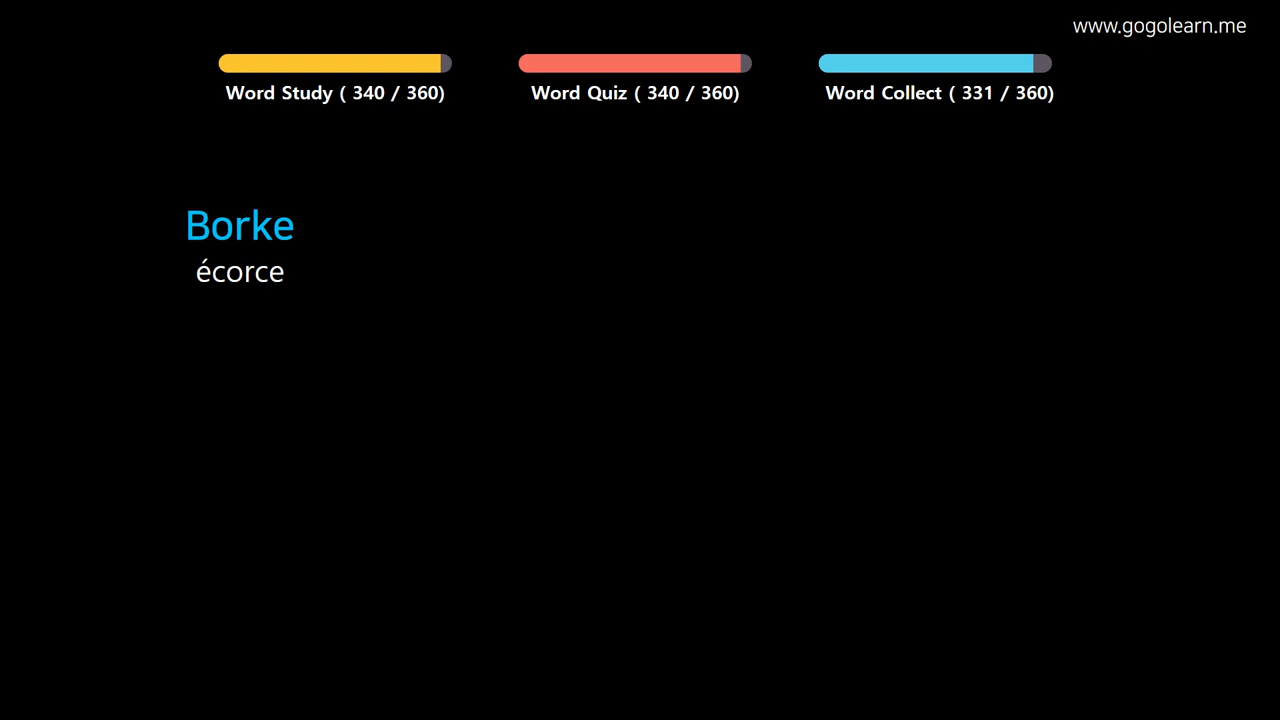 www.gogolearn.me
Word Study ( 340 / 360)
Word Quiz ( 340 / 360)
Word Collect ( 331 / 360)
Borke
écorce